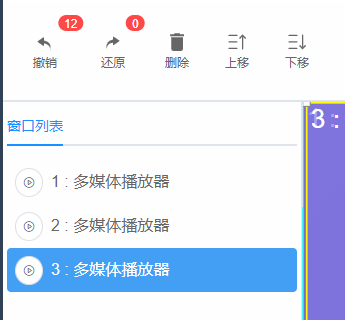 12 0
撤销 还原 删除 上移 下移
窗口列表
3 :
1 : 多媒体播放器
2 : 多媒体播放器
3 : 多媒体播放器